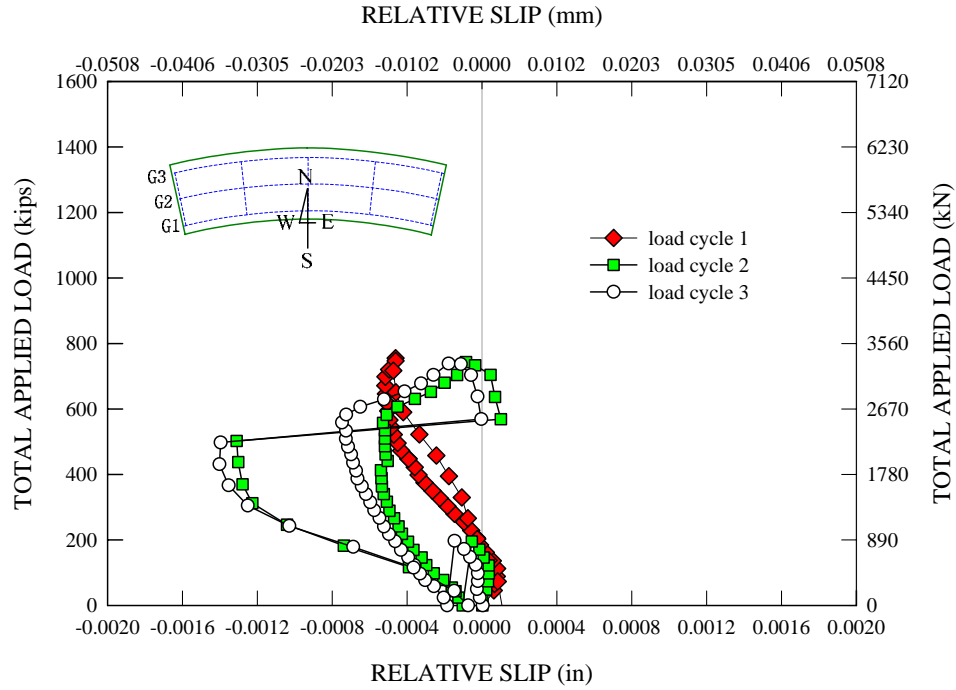 RELATIVE SLIP (mm)
-0.0508 -0.0406 -0.0305 -0.0203 -0.0102 0.0000 0.0102 0.0203 0.0305 0.0406 0.0508
1600 7120
1400 6230
1200 5340
1000 4450
800 3560
600 2670
400 1780
200 890
0 0
TOTAL APPLIED LOAD (kips)
TOTAL APPLIED LOAD (kN)
G3
G2
G1
N
W E
S
load cycle 1
load cycle 2
load cycle 3
-0.0020 -0.0016 -0.0012 -0.0008 -0.0004 0.0000 0.0004 0.0008 0.0012 0.0016 0.0020
RELATIVE SLIP (in)